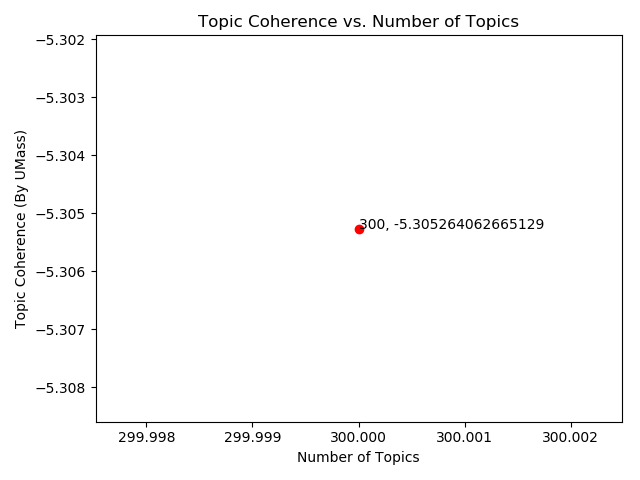 Topic Coherence vs. Number of Topics
−5.302
−5.303
−5.304
−5.305
−5.306
−5.307
−5.308
Topic Coherence (By UMass)
300, -5.305264062665129
299.998 299.999 300.000 300.001 300.002
Number of Topics